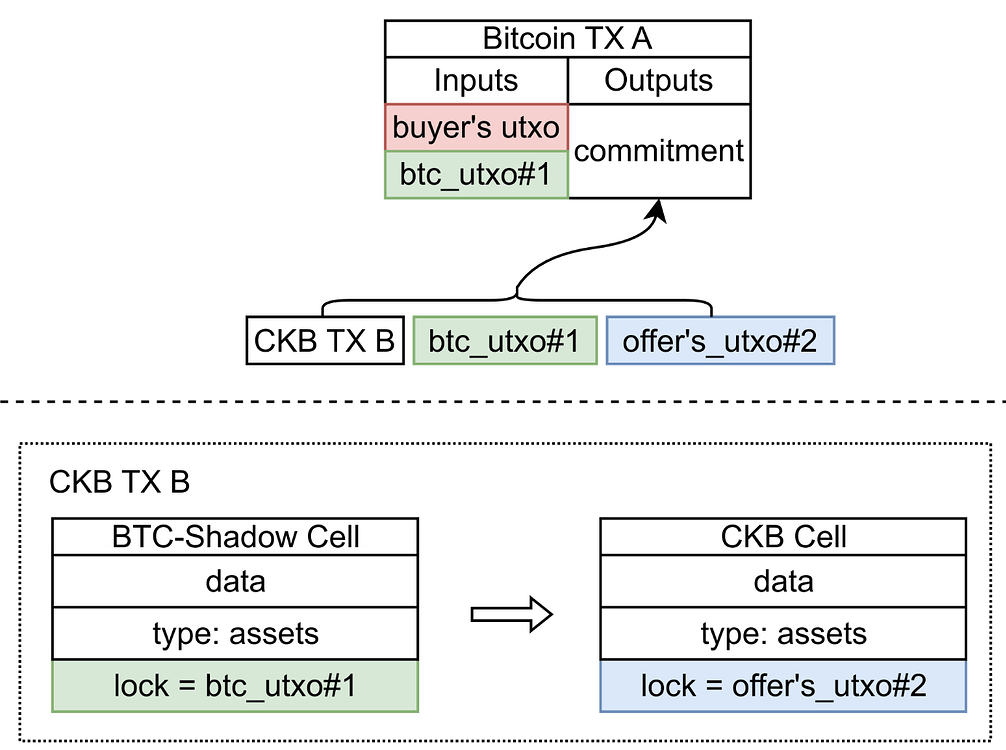 Bitcoin TX A
Inputs
Outputs
buyer's utxo
btc_utxo#1
commitment
CKB TX B
btc_utxo#1
offer's_utxo#2
CKB TX B
BTC-Shadow Cell
data
type: assets
lock = btc_utxo#1
CKB Cell
data
type: assets
lock = offer's_utxo#2